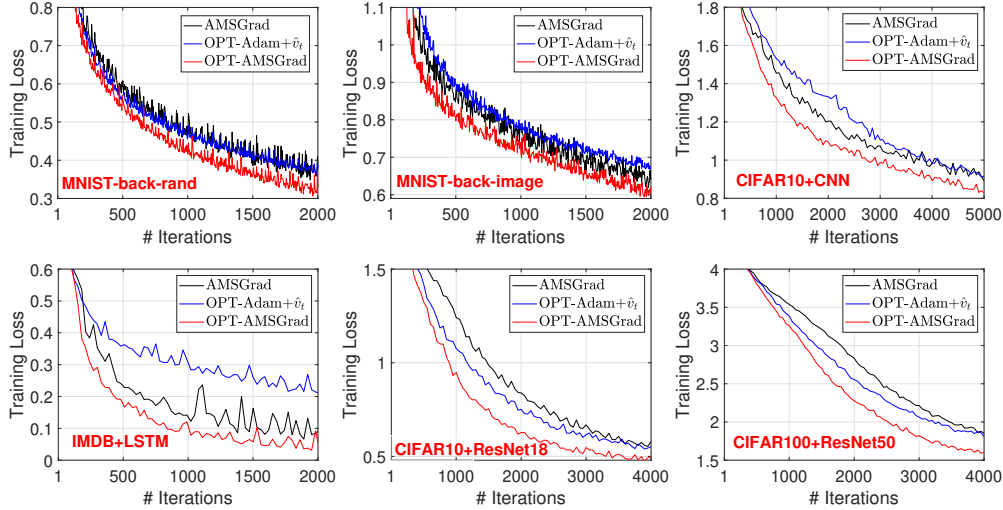 0.8
0.7
0.6
0.5
0.4
0.3
Training Loss
AMSGrad
OPT-Adam+v̂ₜ
OPT-AMSGrad
MNIST-back-rand
1 500 1000 1500 2000
# Iterations
1.1
1
0.9
0.8
0.7
0.6
Training Loss
AMSGrad
OPT-Adam+v̂ₜ
OPT-AMSGrad
MNIST-back-image
1 500 1000 1500 2000
# Iterations
1.8
1.6
1.4
1.2
1
0.8
Training Loss
AMSGrad
OPT-Adam+v̂ₜ
OPT-AMSGrad
CIFAR10+CNN
1 1000 2000 3000 4000 5000
# Iterations
0.6
0.5
0.4
0.3
0.2
0.1
0
Training Loss
AMSGrad
OPT-Adam+v̂ₜ
OPT-AMSGrad
IMDB+LSTM
1 500 1000 1500 2000
# Iterations
1.5
1
0.5
Training Loss
AMSGrad
OPT-Adam+v̂ₜ
OPT-AMSGrad
CIFAR10+ResNet18
1 1000 2000 3000 4000
# Iterations
4
3.5
3
2.5
2
1.5
Training Loss
AMSGrad
OPT-Adam+v̂ₜ
OPT-AMSGrad
CIFAR100+ResNet50
1 1000 2000 3000 4000
# Iterations